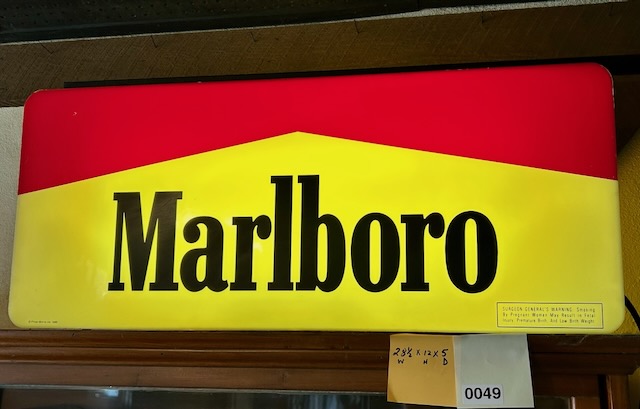 Marlboro
SURGEON GENERAL'S WARNING: Smoking
By Pregnant Women May Result in Fetal
Injury, Premature Birth, And Low Birth Weight.
23½ x 12 x 5
W H D
0049